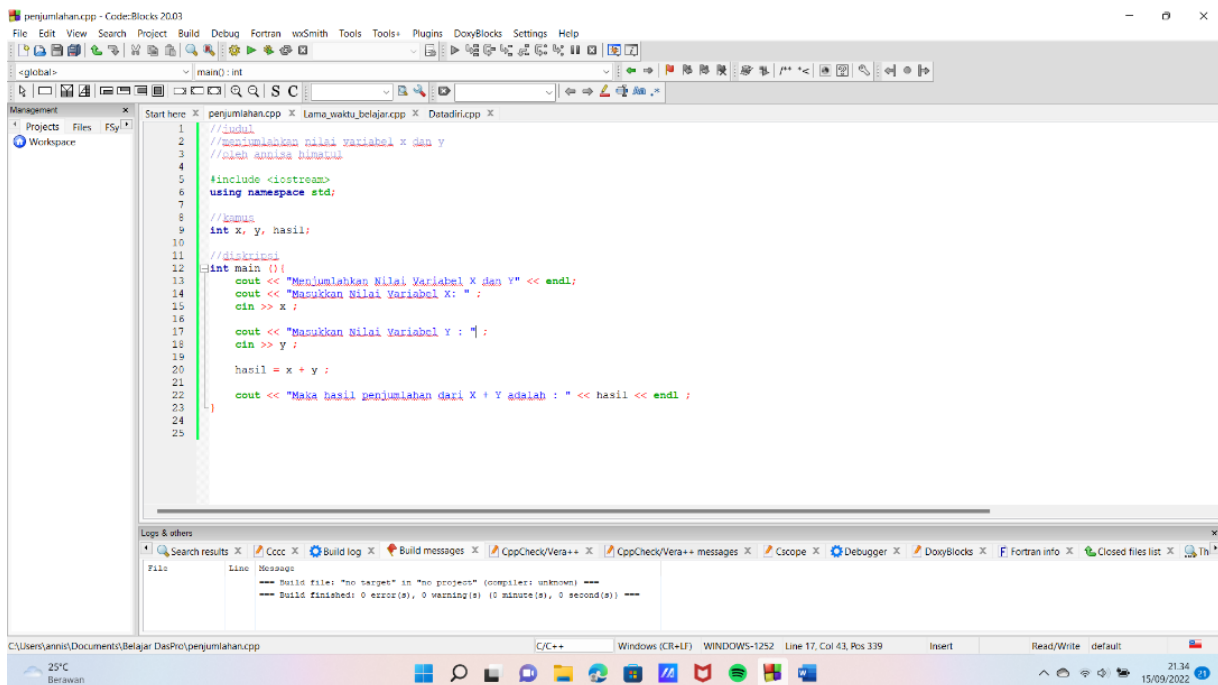 penjumlahan.cpp - Code::Blocks 20.03
File Edit View Search Project Build Debug Fortran wxSmith Tools Tools+ Plugins DoxyBlocks Settings Help
<global> main() : int
S C
Management
Projects Files FSy
Workspace
Start here penjumlahan.cpp Lama_waktu_belajar.cpp Datadiri.cpp
1 //judul
2 //menjumlahkan nilai variabel x dan y
3 //oleh annisa himatul
4
5 #include <iostream>
6 using namespace std;
7
8 //kamus
9 int x, y, hasil;
10
11 //diskripsi
12 int main (){
13 cout << "Menjumlahkan Nilai Variabel X dan Y" << endl;
14 cout << "Masukkan Nilai Variabel X: " ;
15 cin >> x ;
16
17 cout << "Masukkan Nilai Variabel Y : " ;
18 cin >> y ;
19
20 hasil = x + y ;
21
22 cout << "Maka hasil penjumlahan dari X + Y adalah : " << hasil << endl ;
23 }
24
25
Logs & others
Search results Cccc Build log Build messages CppCheck/Vera++ CppCheck/Vera++ messages Cscope Debugger DoxyBlocks Fortran info Closed files list Th
File Line Message
=== Build file: "no target" in "no project" (compiler: unknown) ===
=== Build finished: 0 error(s), 0 warning(s) (0 minute(s), 0 second(s)) ===
C:\Users\annis\Documents\Belajar DasPro\penjumlahan.cpp C/C++ Windows (CR+LF) WINDOWS-1252 Line 17, Col 43, Pos 339 Insert Read/Write default
25°C
Berawan
21.34
15/09/2022
21